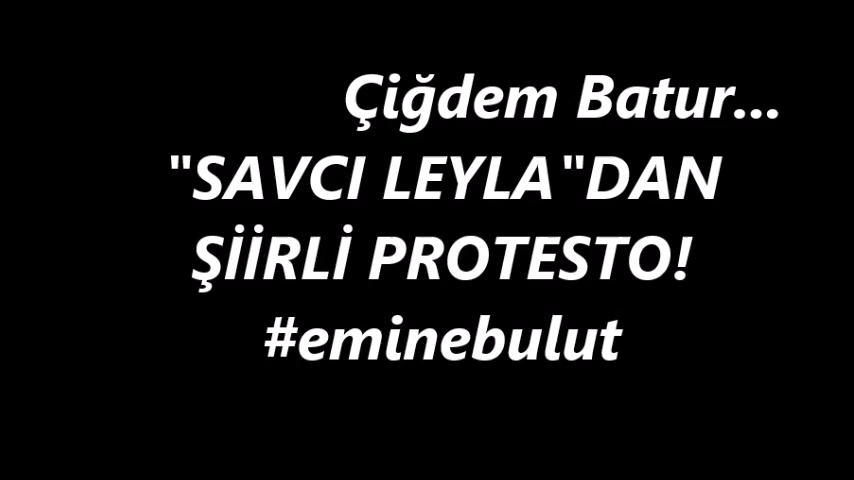 Çiğdem Batur...
"SAVCI LEYLA"DAN
ŞİİRLİ PROTESTO!
#eminebulut